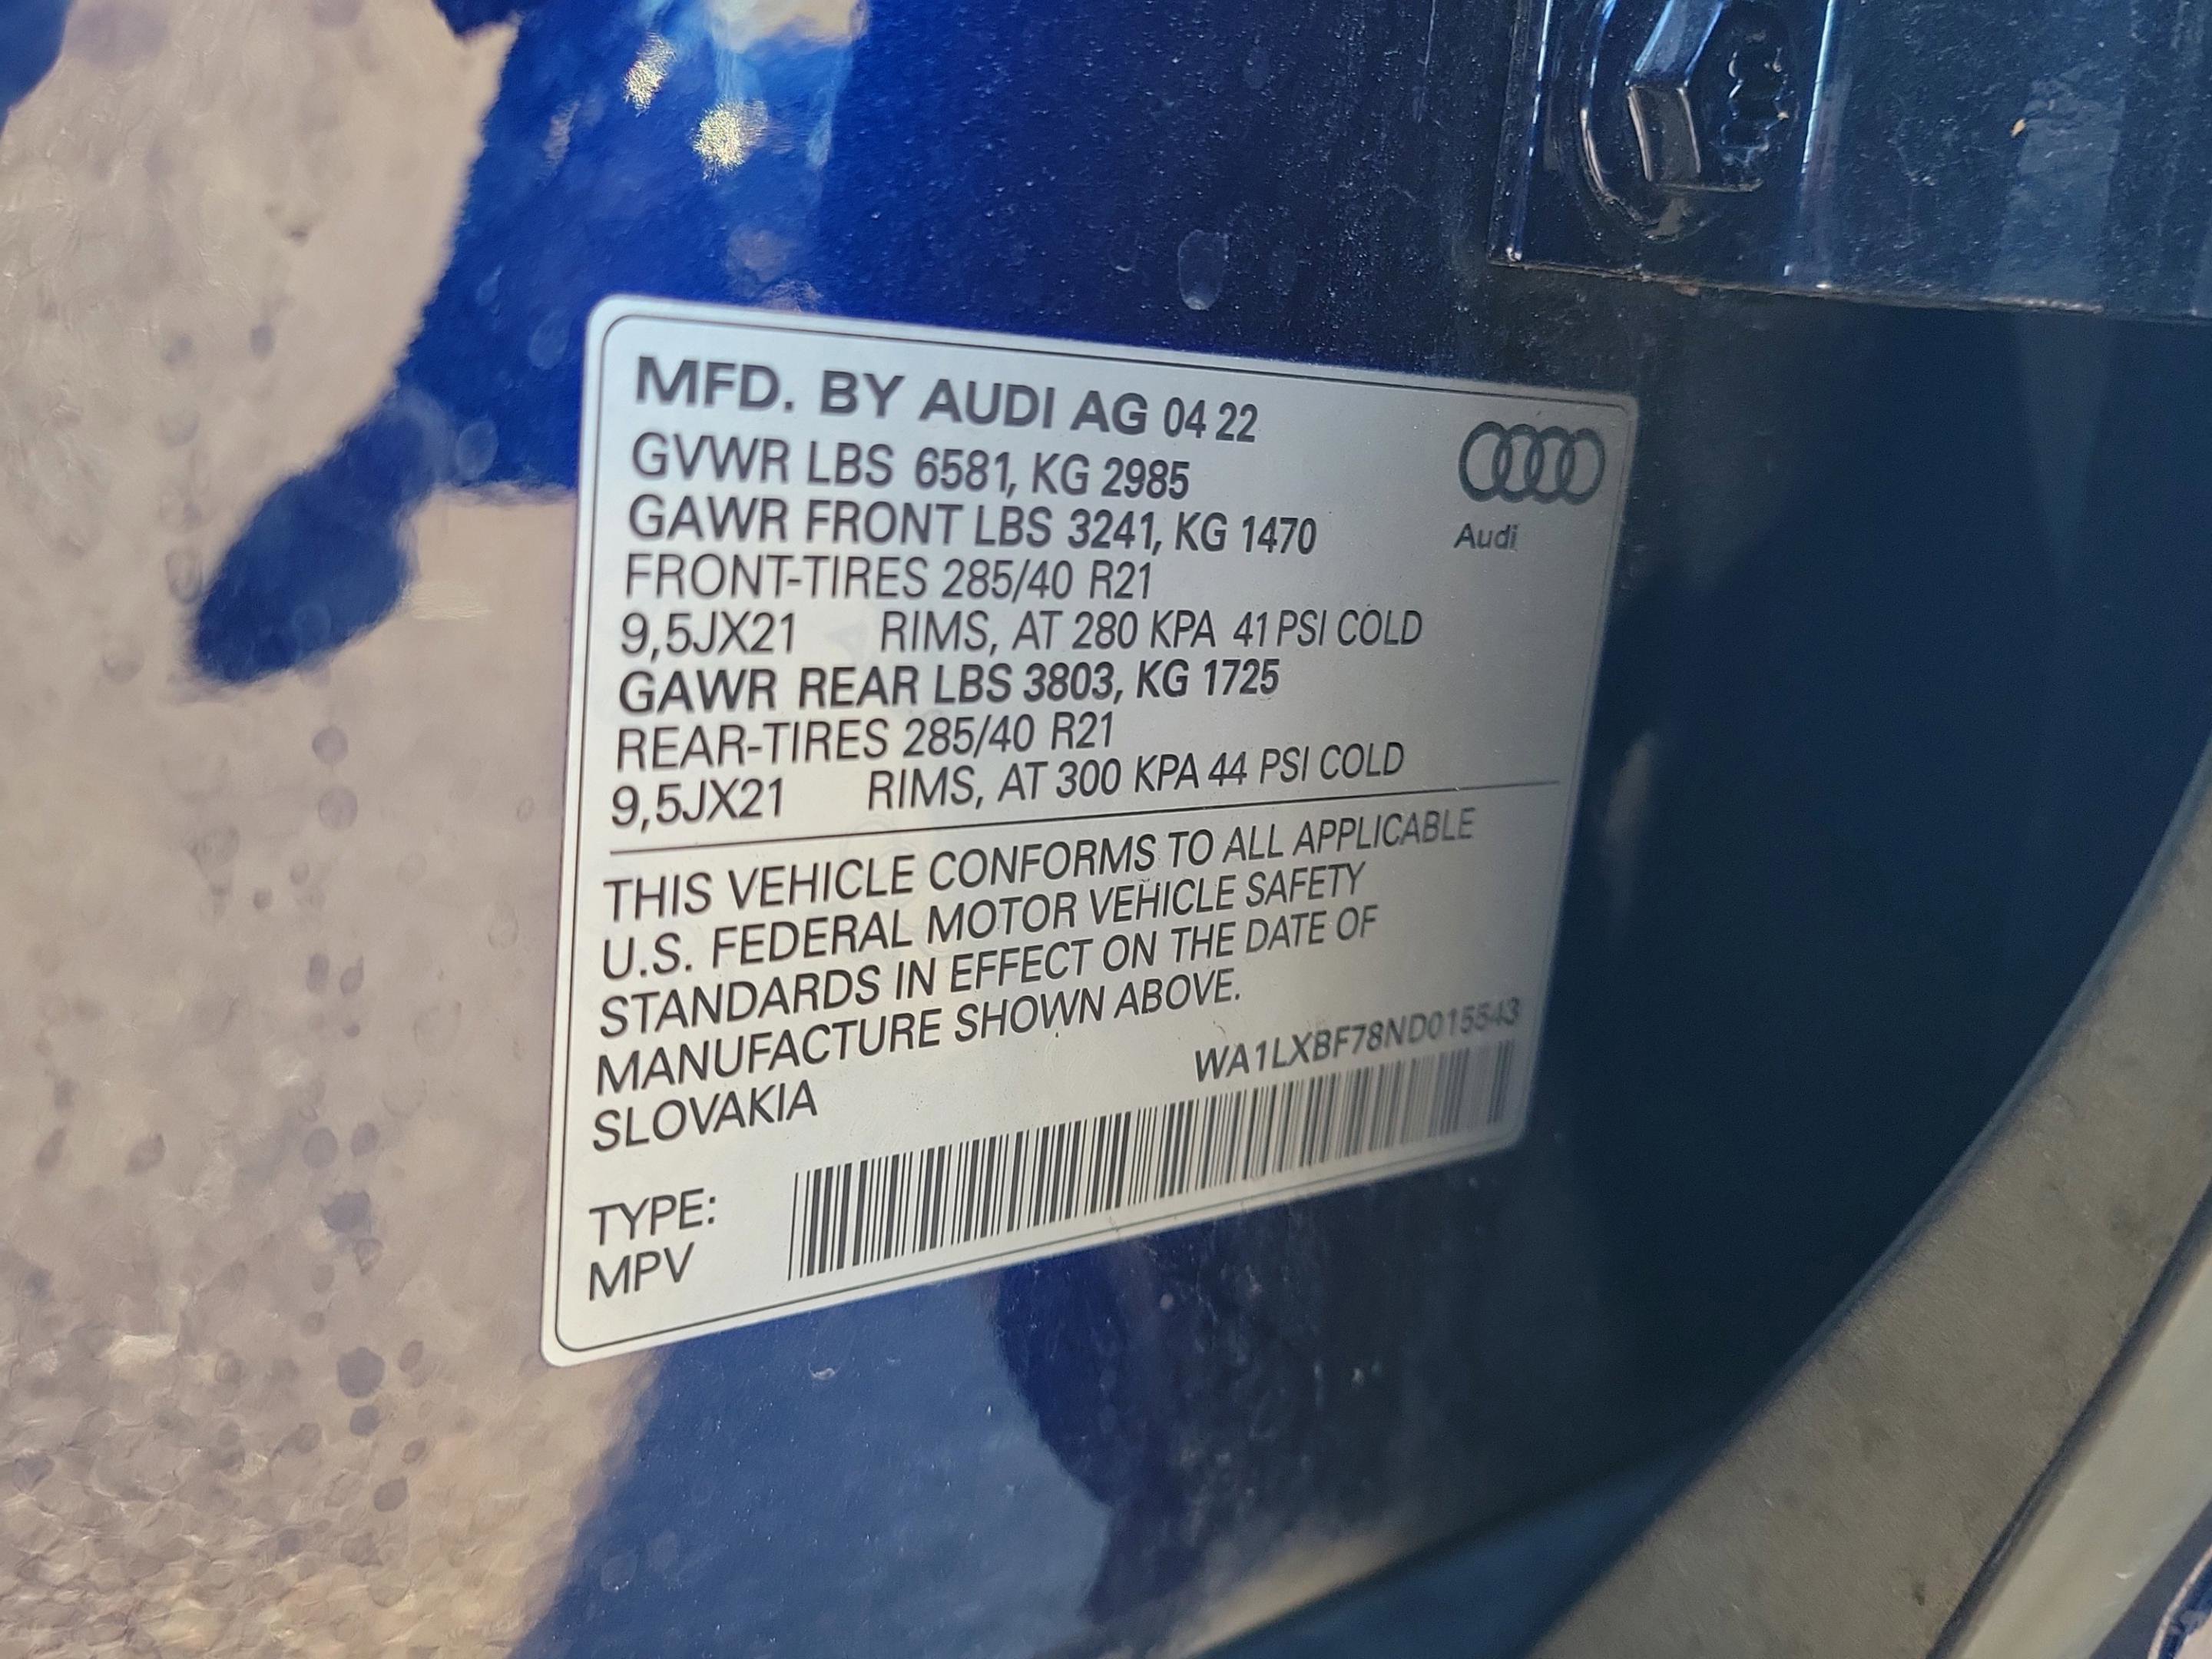 MFD. BY AUDI AG 04 22
GVWR LBS 6581, KG 2985
GAWR FRONT LBS 3241, KG 1470
FRONT-TIRES 285/40 R21
9,5JX21 RIMS, AT 280 KPA 41 PSI COLD
GAWR REAR LBS 3803, KG 1725
REAR-TIRES 285/40 R21
9,5JX21 RIMS, AT 300 KPA 44 PSI COLD
Audi
THIS VEHICLE CONFORMS TO ALL APPLICABLE
U.S. FEDERAL MOTOR VEHICLE SAFETY
STANDARDS IN EFFECT ON THE DATE OF
MANUFACTURE SHOWN ABOVE.
SLOVAKIA
WA1LXBF78ND015543
TYPE:
MPV